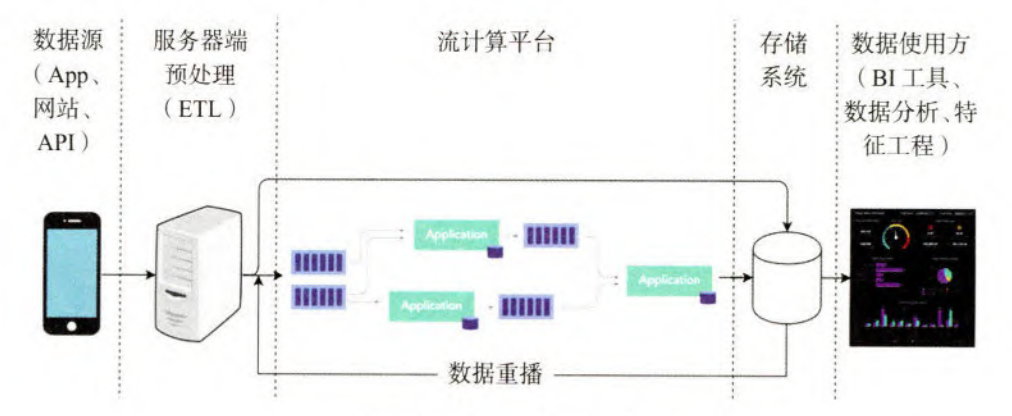 数据源
（App、
网站、
API）
服务器端
预处理
（ETL）
流计算平台
存储
系统
数据使用方
（BI 工具、
数据分析、特
征工程）
Application
Application
Application
数据重播